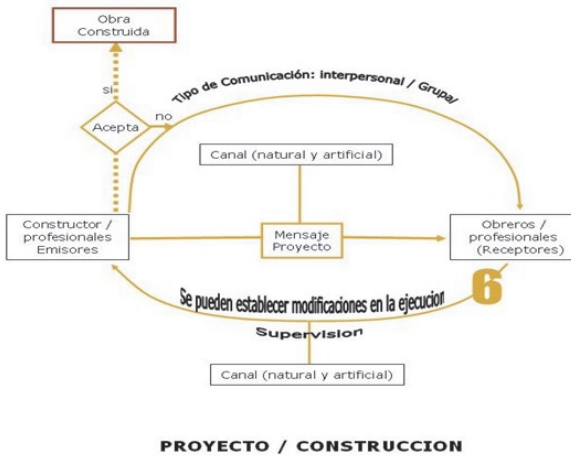 Obra
Construida
si
Acepta
no
Tipo de Comunicación: interpersonal / Grupal
Canal (natural y artificial)
Constructor /
profesionales
Emisores
Mensaje
Proyecto
Obreros /
profesionales
(Receptores)
6
Se pueden establecer modificaciones en la ejecucion
Supervision
Canal (natural y artificial)
PROYECTO / CONSTRUCCION